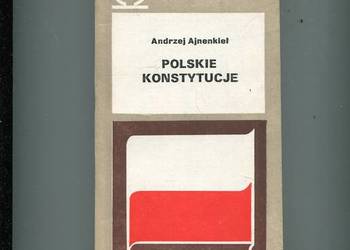 Andrzej Ajnenkiel
POLSKIE
KONSTYTUCJE